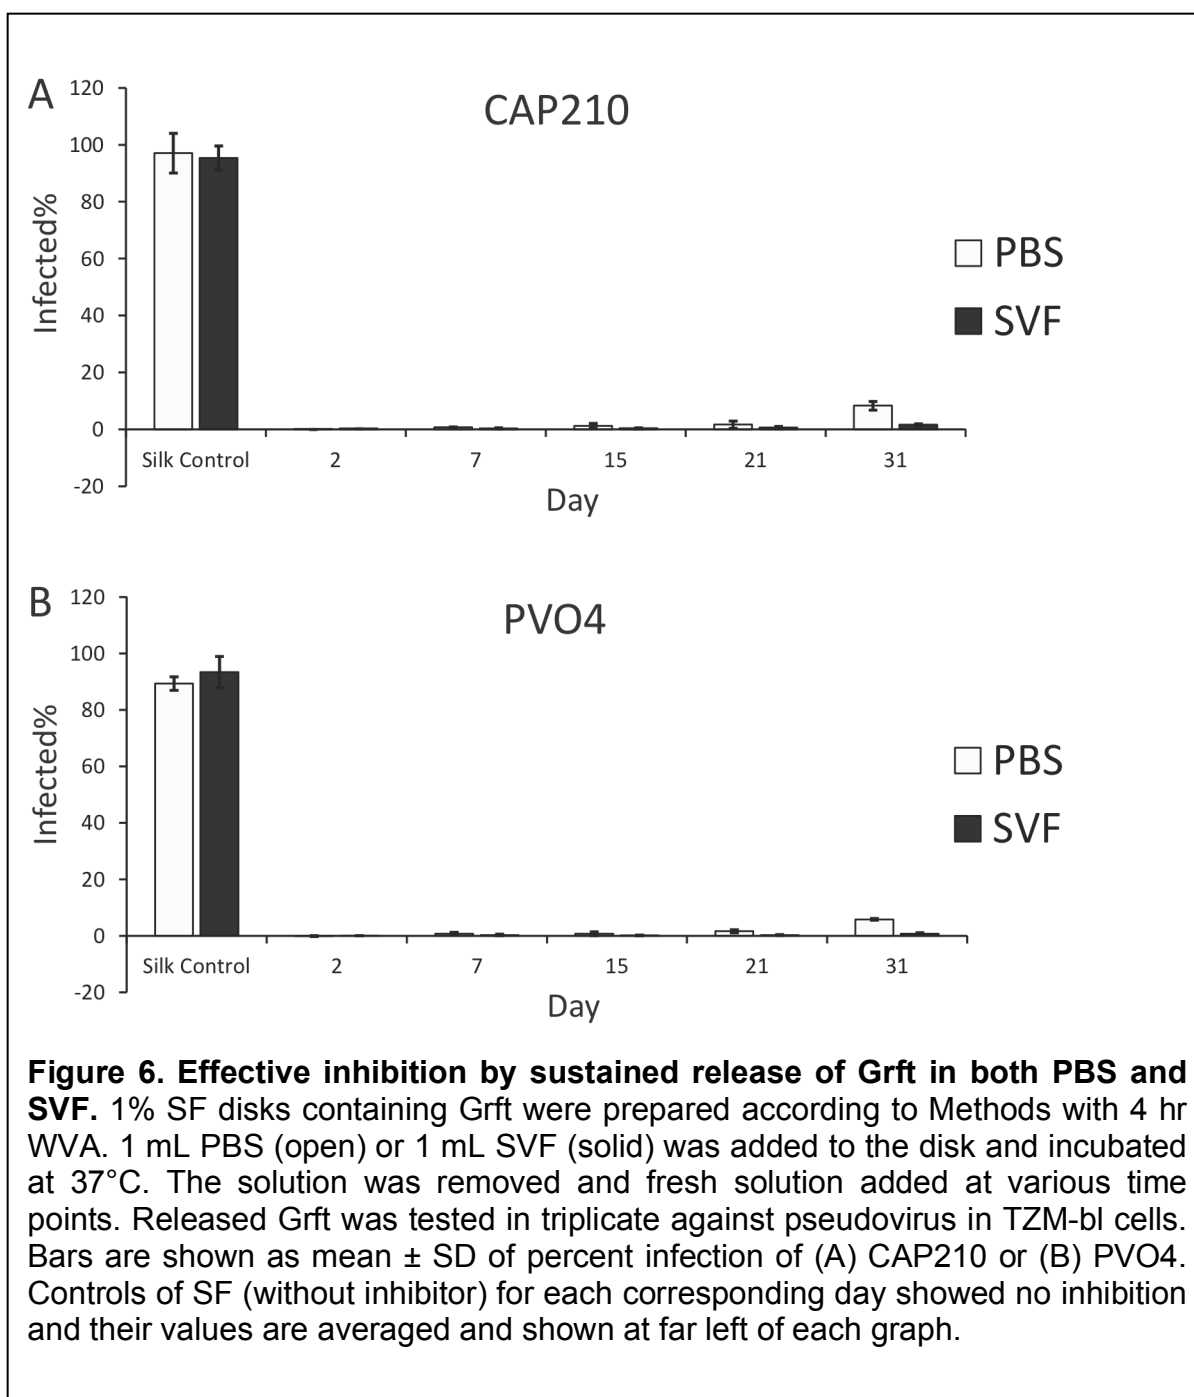 A
CAP210
120
100
80
60
40
20
0
-20
Infected%
Silk Control 2 7 15 21 31
Day
PBS
SVF
B
PVO4
120
100
80
60
40
20
0
-20
Infected%
Silk Control 2 7 15 21 31
Day
PBS
SVF
Figure 6. Effective inhibition by sustained release of Grft in both PBS and
SVF. 1% SF disks containing Grft were prepared according to Methods with 4 hr
WVA. 1 mL PBS (open) or 1 mL SVF (solid) was added to the disk and incubated
at 37°C. The solution was removed and fresh solution added at various time
points. Released Grft was tested in triplicate against pseudovirus in TZM-bl cells.
Bars are shown as mean ± SD of percent infection of (A) CAP210 or (B) PVO4.
Controls of SF (without inhibitor) for each corresponding day showed no inhibition
and their values are averaged and shown at far left of each graph.